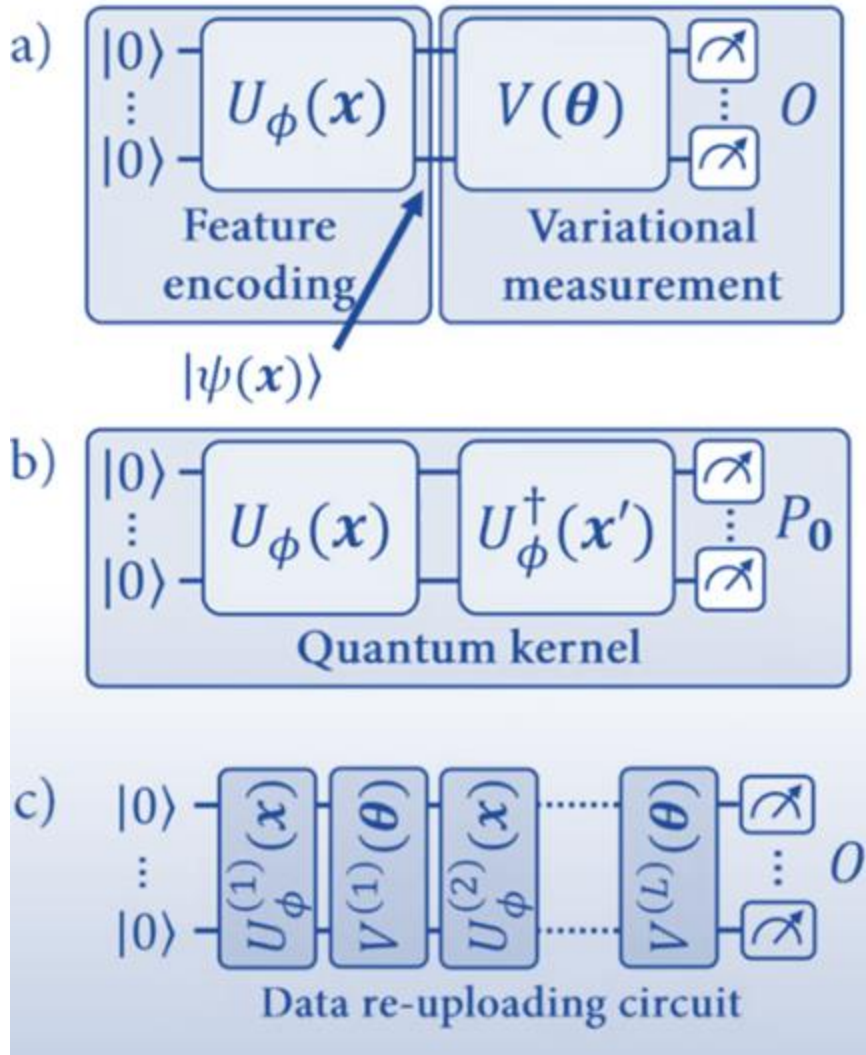 a) |0⟩ U_ϕ(x) V(θ) O
⋮ ⋮
|0⟩
Feature encoding
Variational measurement
|ψ(x)⟩
b) |0⟩ U_ϕ(x) U_ϕ^†(x′) P_0
⋮ ⋮
|0⟩
Quantum kernel
c) |0⟩ U_ϕ^(1)(x) V^(1)(θ) U_ϕ^(2)(x) ........ V^(L)(θ) O
⋮ ⋮
|0⟩
Data re-uploading circuit